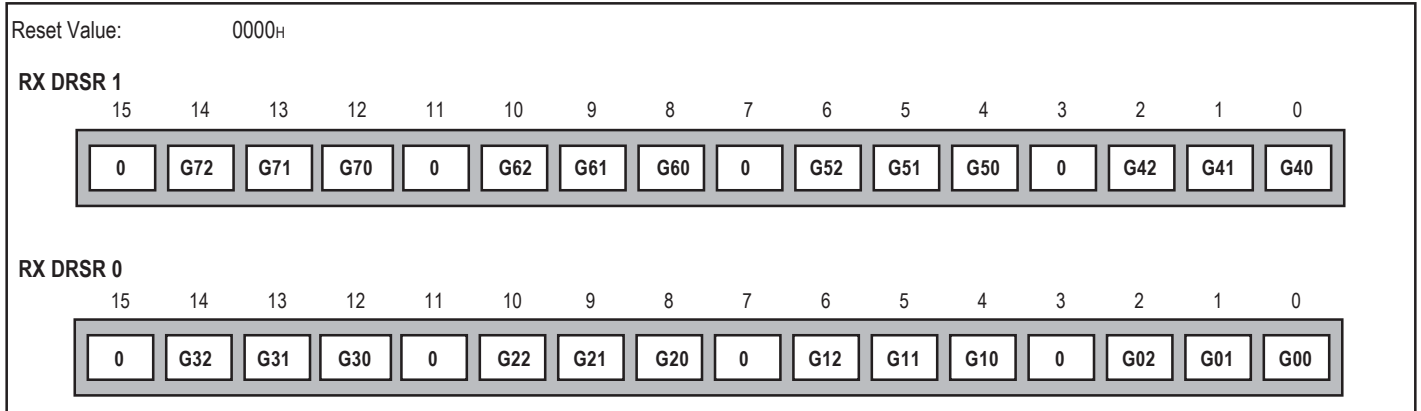 Reset Value: 0000H
RX DRSR 1
15 14 13 12 11 10 9 8 7 6 5 4 3 2 1 0
0 G72 G71 G70 0 G62 G61 G60 0 G52 G51 G50 0 G42 G41 G40
RX DRSR 0
15 14 13 12 11 10 9 8 7 6 5 4 3 2 1 0
0 G32 G31 G30 0 G22 G21 G20 0 G12 G11 G10 0 G02 G01 G00